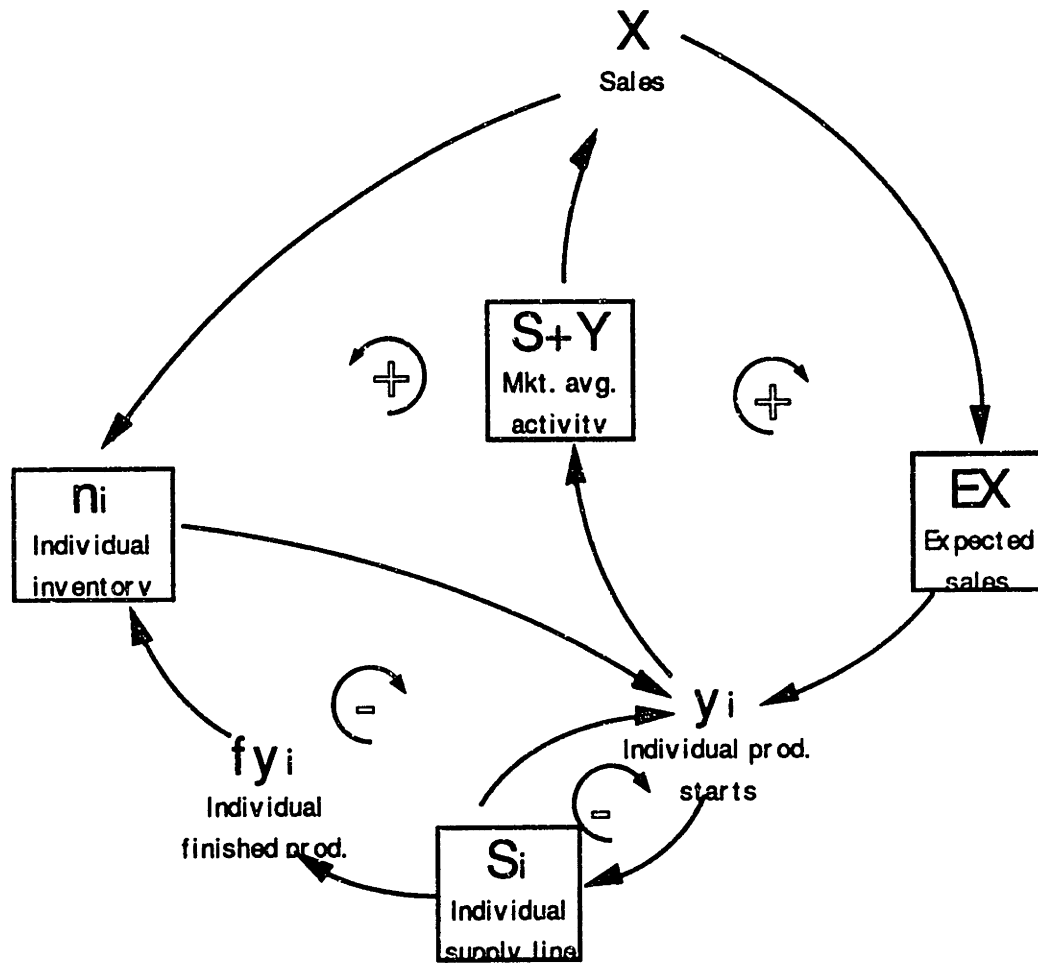 X
Sales
S+Y
Mkt. avg.
activity
+
+
ni
Individual
inventory
EX
Expected
sales
-
yi
Individual prod.
starts
fyi
Individual
finished prod.
-
Si
Individual
supply line